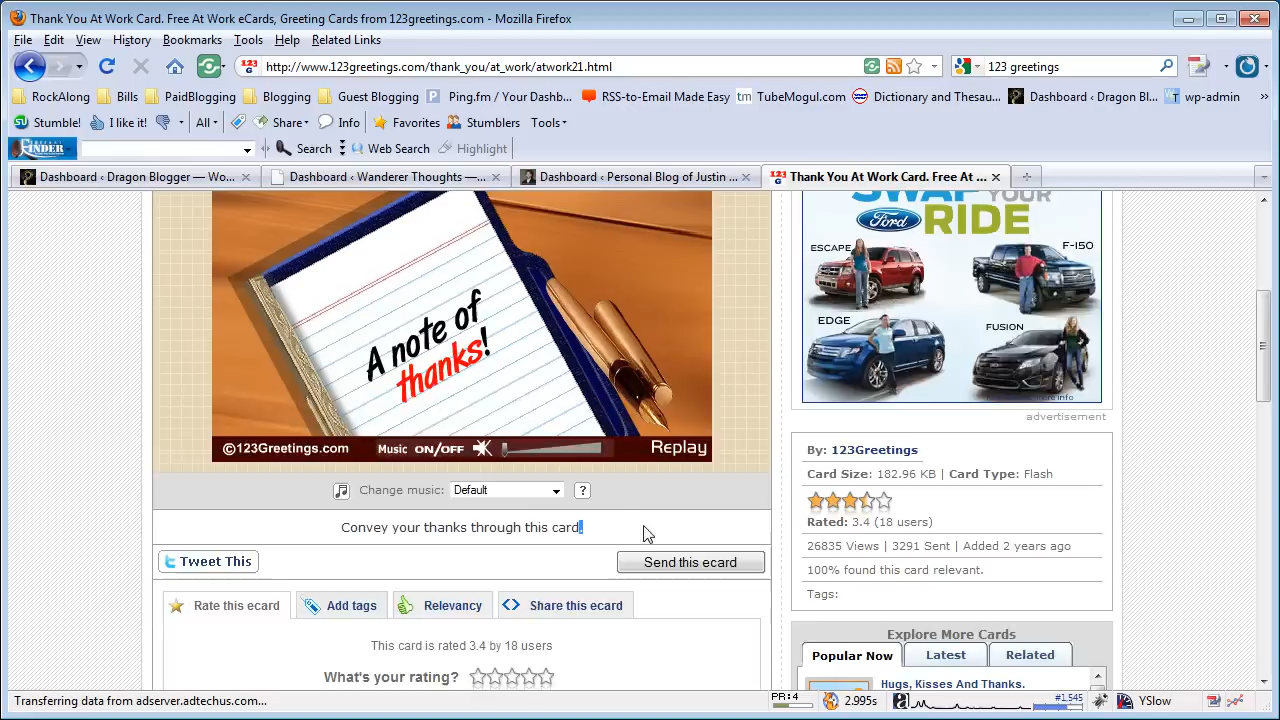 Thank You At Work Card. Free At Work eCards, Greeting Cards from 123greetings.com - Mozilla Firefox
File Edit View History Bookmarks Tools Help Related Links
http://www.123greetings.com/thank_you/at_work/atwork21.html
123 greetings
RockAlong Bills PaidBlogging Blogging Guest Blogging Ping.fm / Your Dashb... RSS-to-Email Made Easy tm TubeMogul.com Dictionary and Thesau... Dashboard ‹ Dragon Bl... wp-admin »
Stumble! I like it! All Share Info Favorites Stumblers Tools
FINDER Search Web Search Highlight
Dashboard ‹ Dragon Blogger — Wo... Dashboard ‹ Wanderer Thoughts —... Dashboard ‹ Personal Blog of Justin ... Thank You At Work Card. Free At ...
SWAP YOUR
Ford RIDE
ESCAPE F-150
EDGE FUSION
more info
advertisement
A note of
thanks!
©123Greetings.com Music ON/OFF Replay
Change music: Default ?
Convey your thanks through this card.
Tweet This Send this ecard
Rate this ecard Add tags Relevancy Share this ecard
This card is rated 3.4 by 18 users
What's your rating?
By: 123Greetings
Card Size: 182.96 KB | Card Type: Flash
Rated: 3.4 (18 users)
26835 Views | 3291 Sent | Added 2 years ago
100% found this card relevant.
Tags:
Explore More Cards
Popular Now Latest Related
Hugs, Kisses And Thanks.
Transferring data from adserver.adtechus.com... PR: 4 2.995s #1,545 YSlow